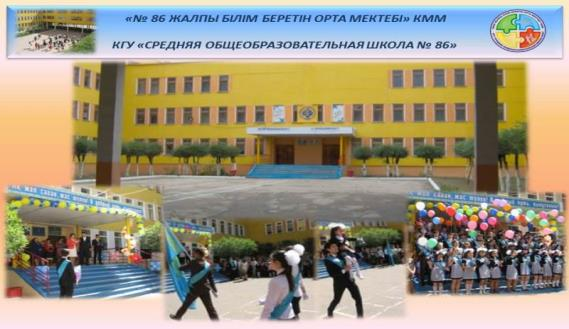 «№ 86 ЖАЛПЫ БІЛІМ БЕРЕТІН ОРТА МЕКТЕБІ» КММ
КГУ «СРЕДНЯЯ ОБЩЕОБРАЗОВАТЕЛЬНАЯ ШКОЛА № 86»